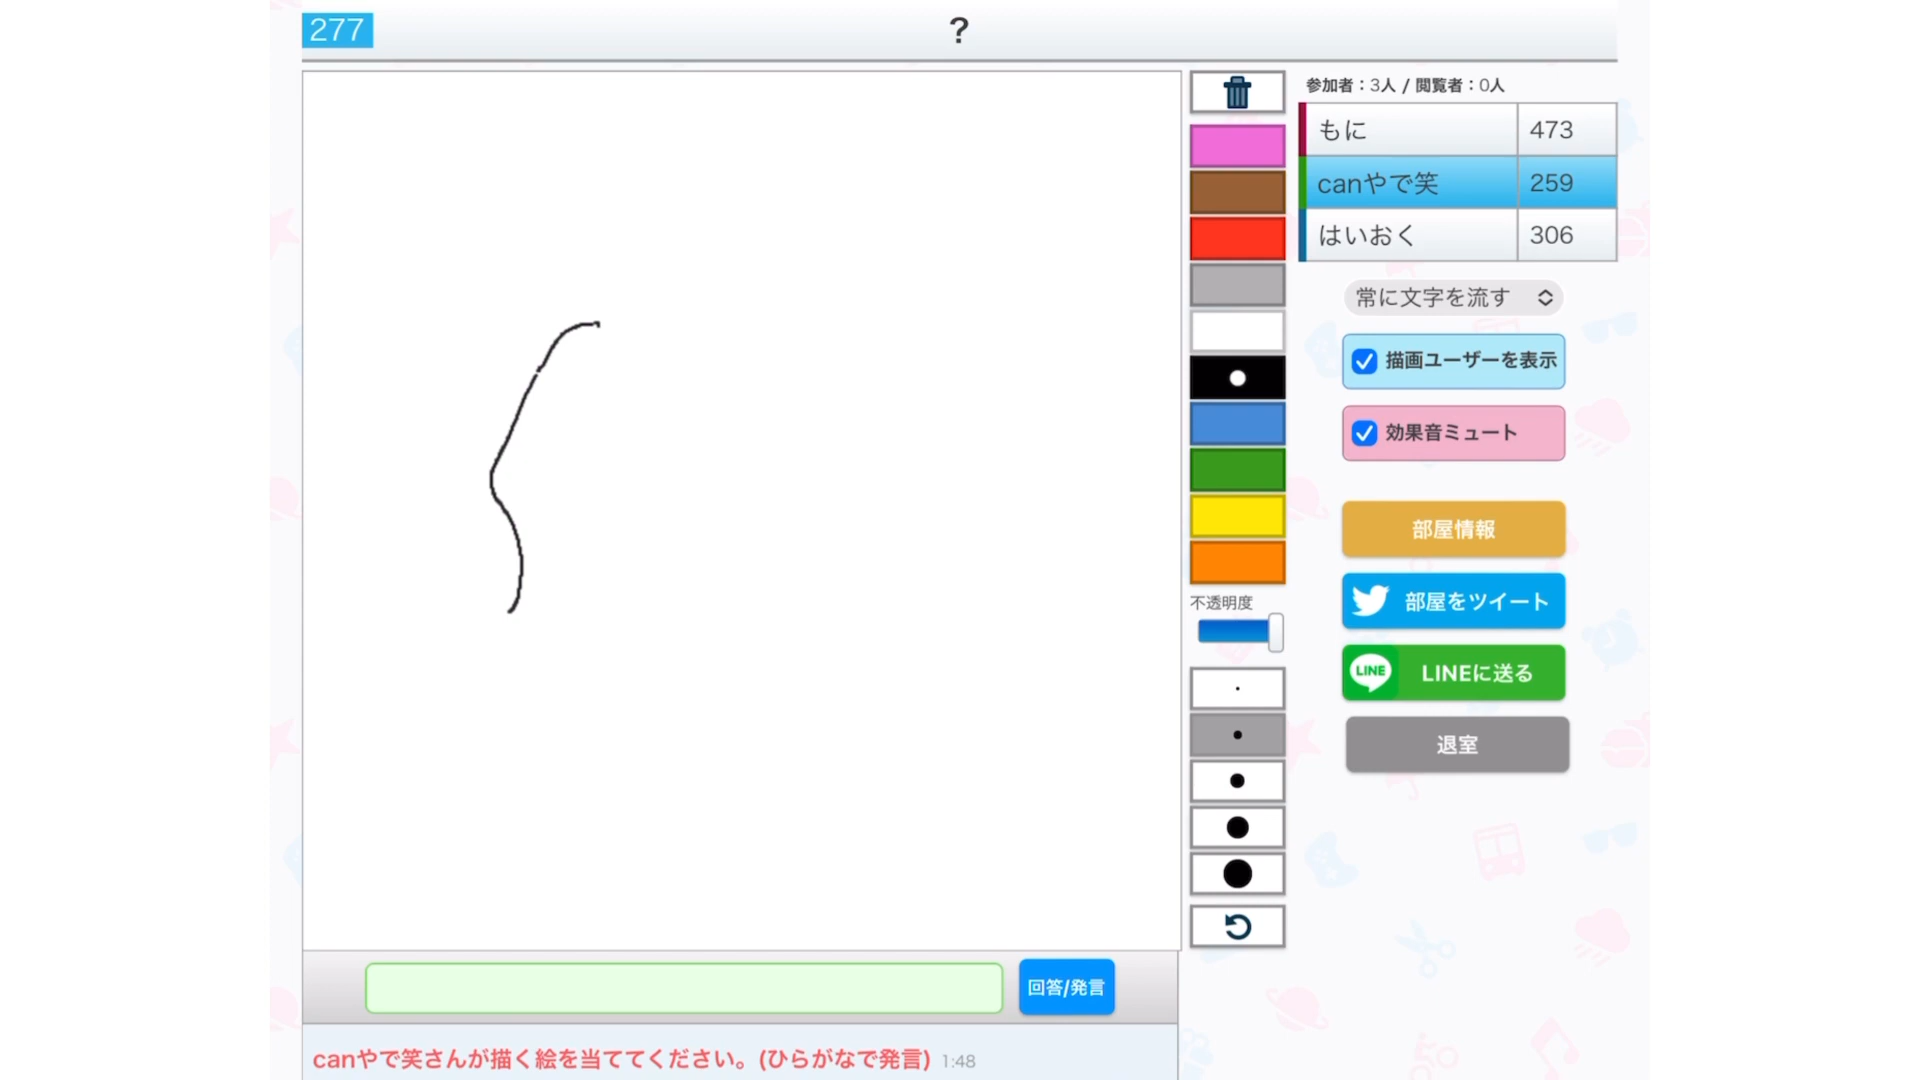 277
?
参加者：3人 / 閲覧者：0人
もに 473
canやで笑 259
はいおく 306
常に文字を流す
描画ユーザーを表示
効果音ミュート
部屋情報
部屋をツイート
LINE LINEに送る
退室
不透明度
回答/発言
canやで笑さんが描く絵を当ててください。(ひらがなで発言) 1:48